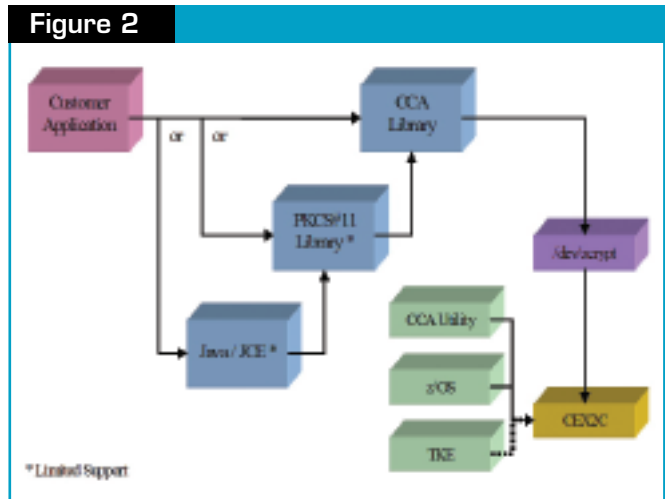 Figure 2
Customer
Application
or
or
CCA
Library
PKCS#11
Library *
Java / JCE *
/dev/zcrypt
CCA Utility
z/OS
TKE
CEX2C
* Limited Support